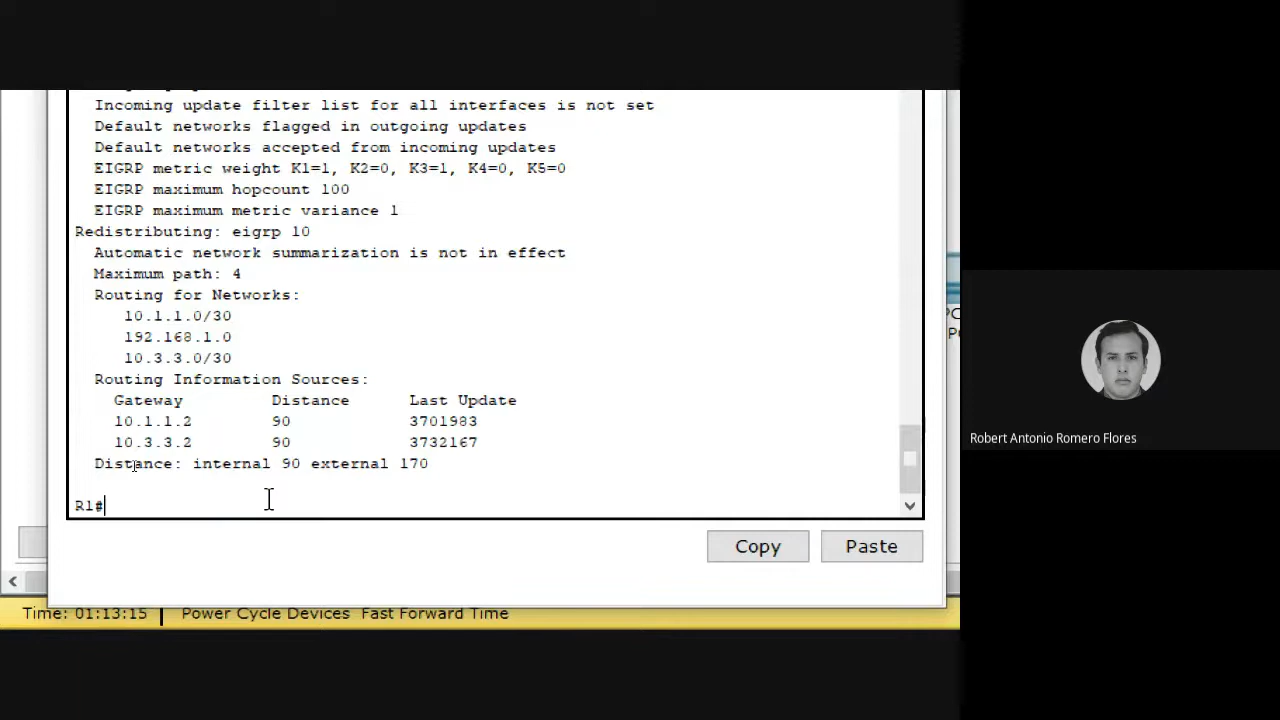 Incoming update filter list for all interfaces is not set
Default networks flagged in outgoing updates
Default networks accepted from incoming updates
EIGRP metric weight K1=1, K2=0, K3=1, K4=0, K5=0
EIGRP maximum hopcount 100
EIGRP maximum metric variance 1
Redistributing: eigrp 10
Automatic network summarization is not in effect
Maximum path: 4
Routing for Networks:
10.1.1.0/30
192.168.1.0
10.3.3.0/30
Routing Information Sources:
Gateway Distance Last Update
10.1.1.2 90 3701983
10.3.3.2 90 3732167
Distance: internal 90 external 170
R1#
Copy Paste
Time: 01:13:15 Power Cycle Devices Fast Forward Time
Robert Antonio Romero Flores